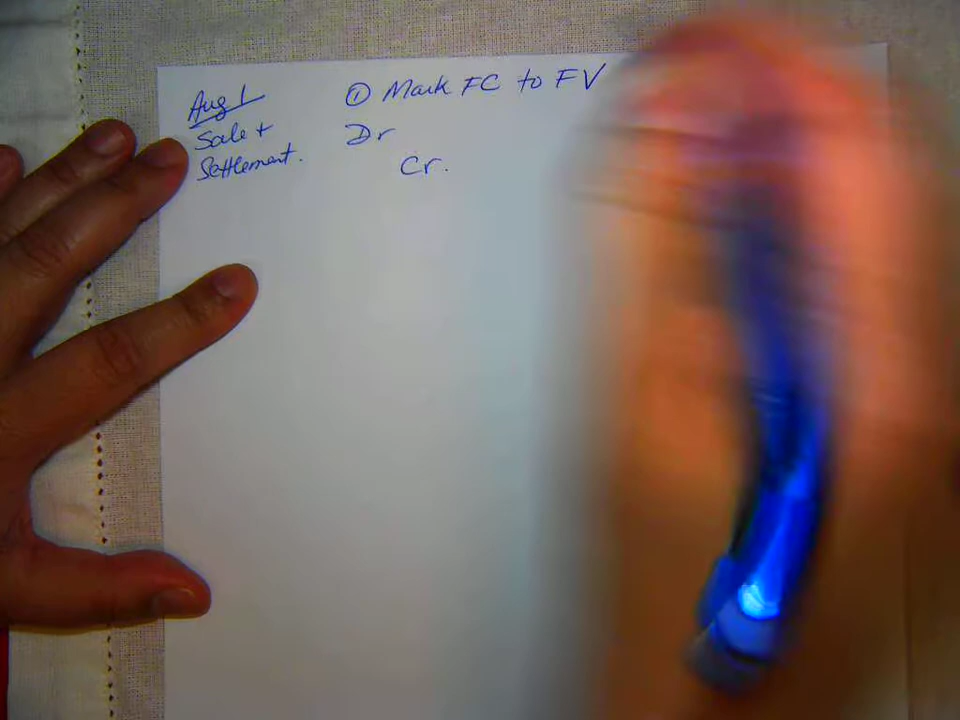 Aug 1
Sale +
Settlement.
① Mark FC to FV
Dr
Cr.